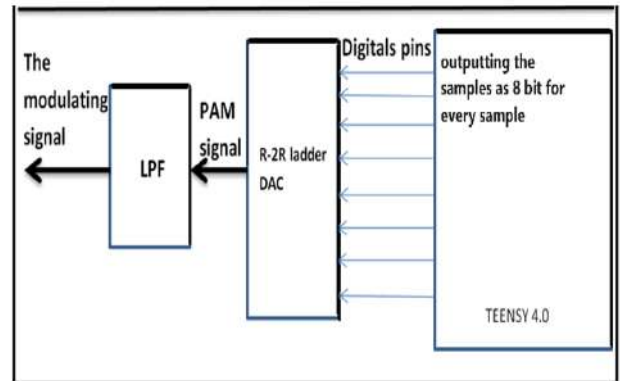 The
modulating
signal
LPF
PAM
signal
R-2R ladder
DAC
Digitals pins
outputting the
samples as 8 bit for
every sample
TEENSY 4.0